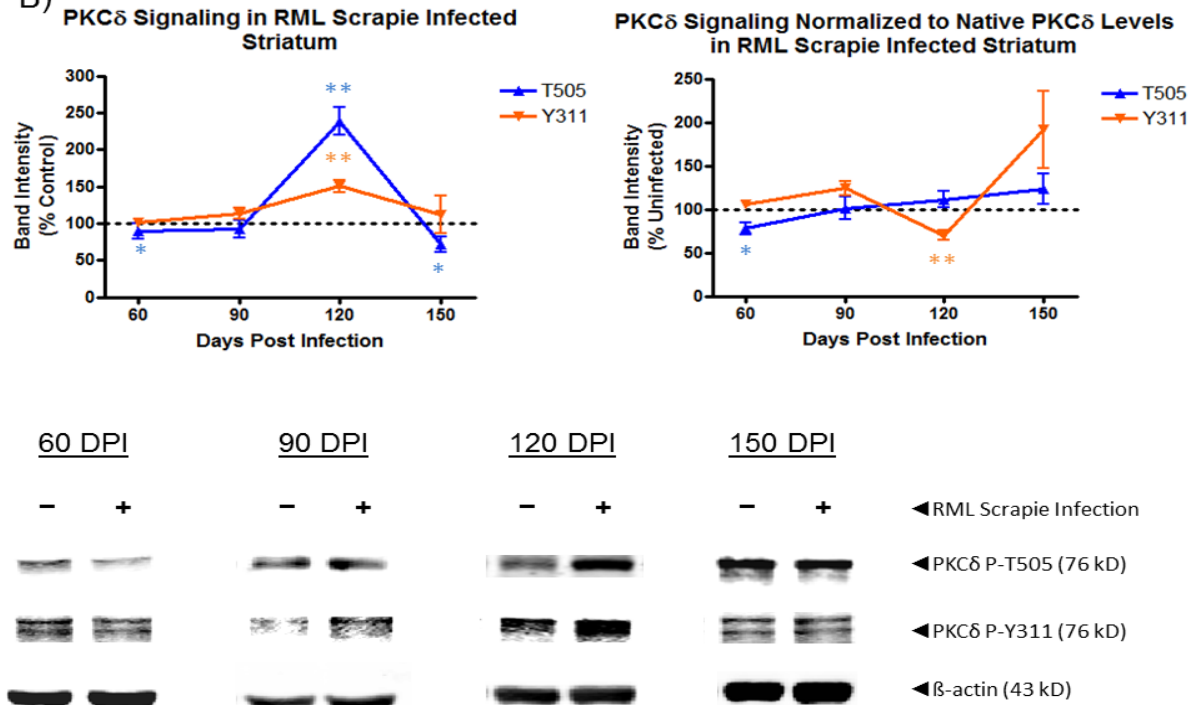 B)
PKCδ Signaling in RML Scrapie Infected
Striatum
300
250
200
150
100
50
0
Band Intensity
(% Control)
**
**
*
*
60 90 120 150
Days Post Infection
T505
Y311
PKCδ Signaling Normalized to Native PKCδ Levels
in RML Scrapie Infected Striatum
250
200
150
100
50
0
Band Intensity
(% Uninfected)
*
**
60 90 120 150
Days Post Infection
T505
Y311
60 DPI 90 DPI 120 DPI 150 DPI
− + − + − + − + ◄RML Scrapie Infection
◄PKCδ P-T505 (76 kD)
◄PKCδ P-Y311 (76 kD)
◄ß-actin (43 kD)